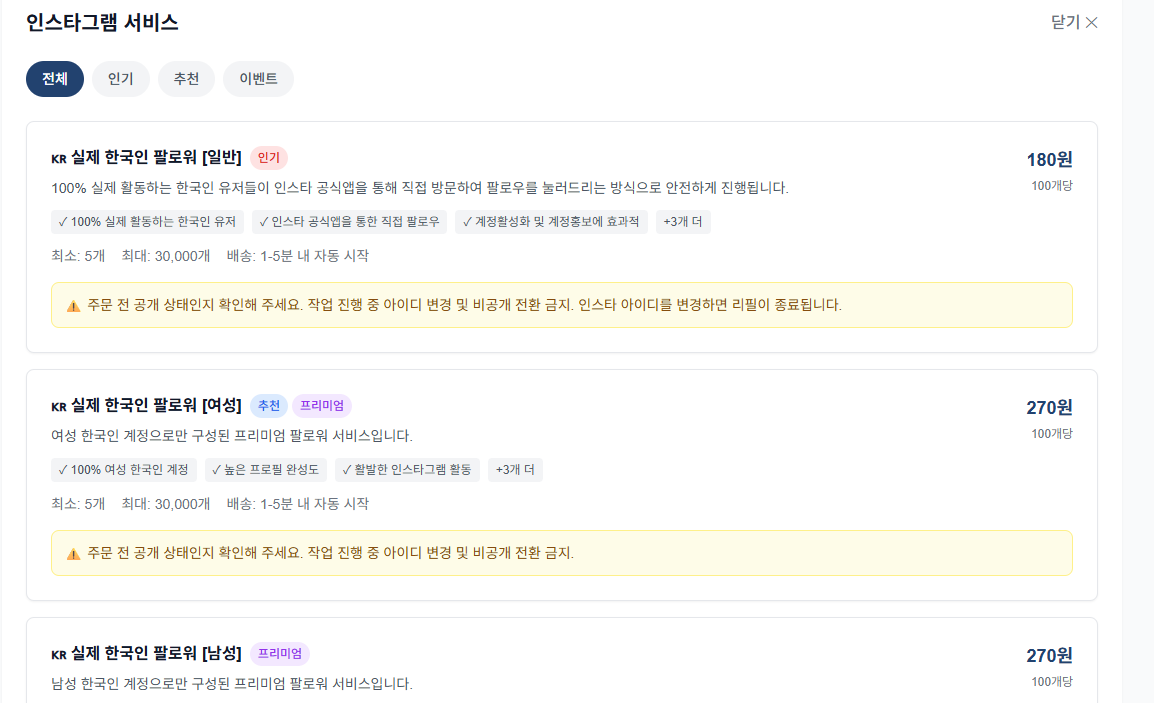 인스타그램 서비스
닫기 ×
전체 인기 추천 이벤트
KR 실제 한국인 팔로워 [일반] 인기
180원
100% 실제 활동하는 한국인 유저들이 인스타 공식앱을 통해 직접 방문하여 팔로우를 눌러드리는 방식으로 안전하게 진행됩니다.
100개당
✓ 100% 실제 활동하는 한국인 유저 ✓ 인스타 공식앱을 통한 직접 팔로우 ✓ 계정활성화 및 계정홍보에 효과적 +3개 더
최소: 5개 최대: 30,000개 배송: 1-5분 내 자동 시작
⚠ 주문 전 공개 상태인지 확인해 주세요. 작업 진행 중 아이디 변경 및 비공개 전환 금지. 인스타 아이디를 변경하면 리필이 종료됩니다.
KR 실제 한국인 팔로워 [여성] 추천 프리미엄
270원
여성 한국인 계정으로만 구성된 프리미엄 팔로워 서비스입니다.
100개당
✓ 100% 여성 한국인 계정 ✓ 높은 프로필 완성도 ✓ 활발한 인스타그램 활동 +3개 더
최소: 5개 최대: 30,000개 배송: 1-5분 내 자동 시작
⚠ 주문 전 공개 상태인지 확인해 주세요. 작업 진행 중 아이디 변경 및 비공개 전환 금지.
KR 실제 한국인 팔로워 [남성] 프리미엄
270원
남성 한국인 계정으로만 구성된 프리미엄 팔로워 서비스입니다.
100개당